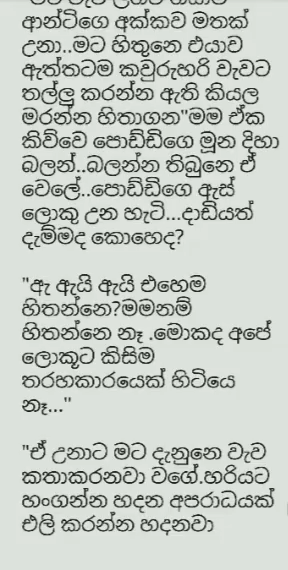 ආන්ටිගෙ අක්කව මතක්
උනා..මට හිතුනෙ එයාව
ඇත්තටම කවුරුහරි වැවට
තල්ලු කරන්න ඇති කියල
මරන්න හිතාගන"මම ඒක
කිව්වෙ පොඩ්ඩිගෙ මූන දිහා
බලන්..බලන්න තිබුනෙ ඒ
වෙලේ..පොඩ්ඩිගෙ ඇස්
ලොකු උන හැටි...දාඩියත්
දැම්මද කොහෙද?
"ඇ ඇයි ඇයි එහෙම
හිතන්නෙ?මමනම්
හිතන්නෙ නෑ .මොකද අපේ
ලොකූට කිසිම
තරහකාරයෙක් හිටියෙ
නෑ..."
"ඒ උනාට මට දැනුනෙ වැව
කතාකරනවා වගේ.හරියට
හංගන්න හදන අපරාධයක්
එලි කරන්න හදනවා